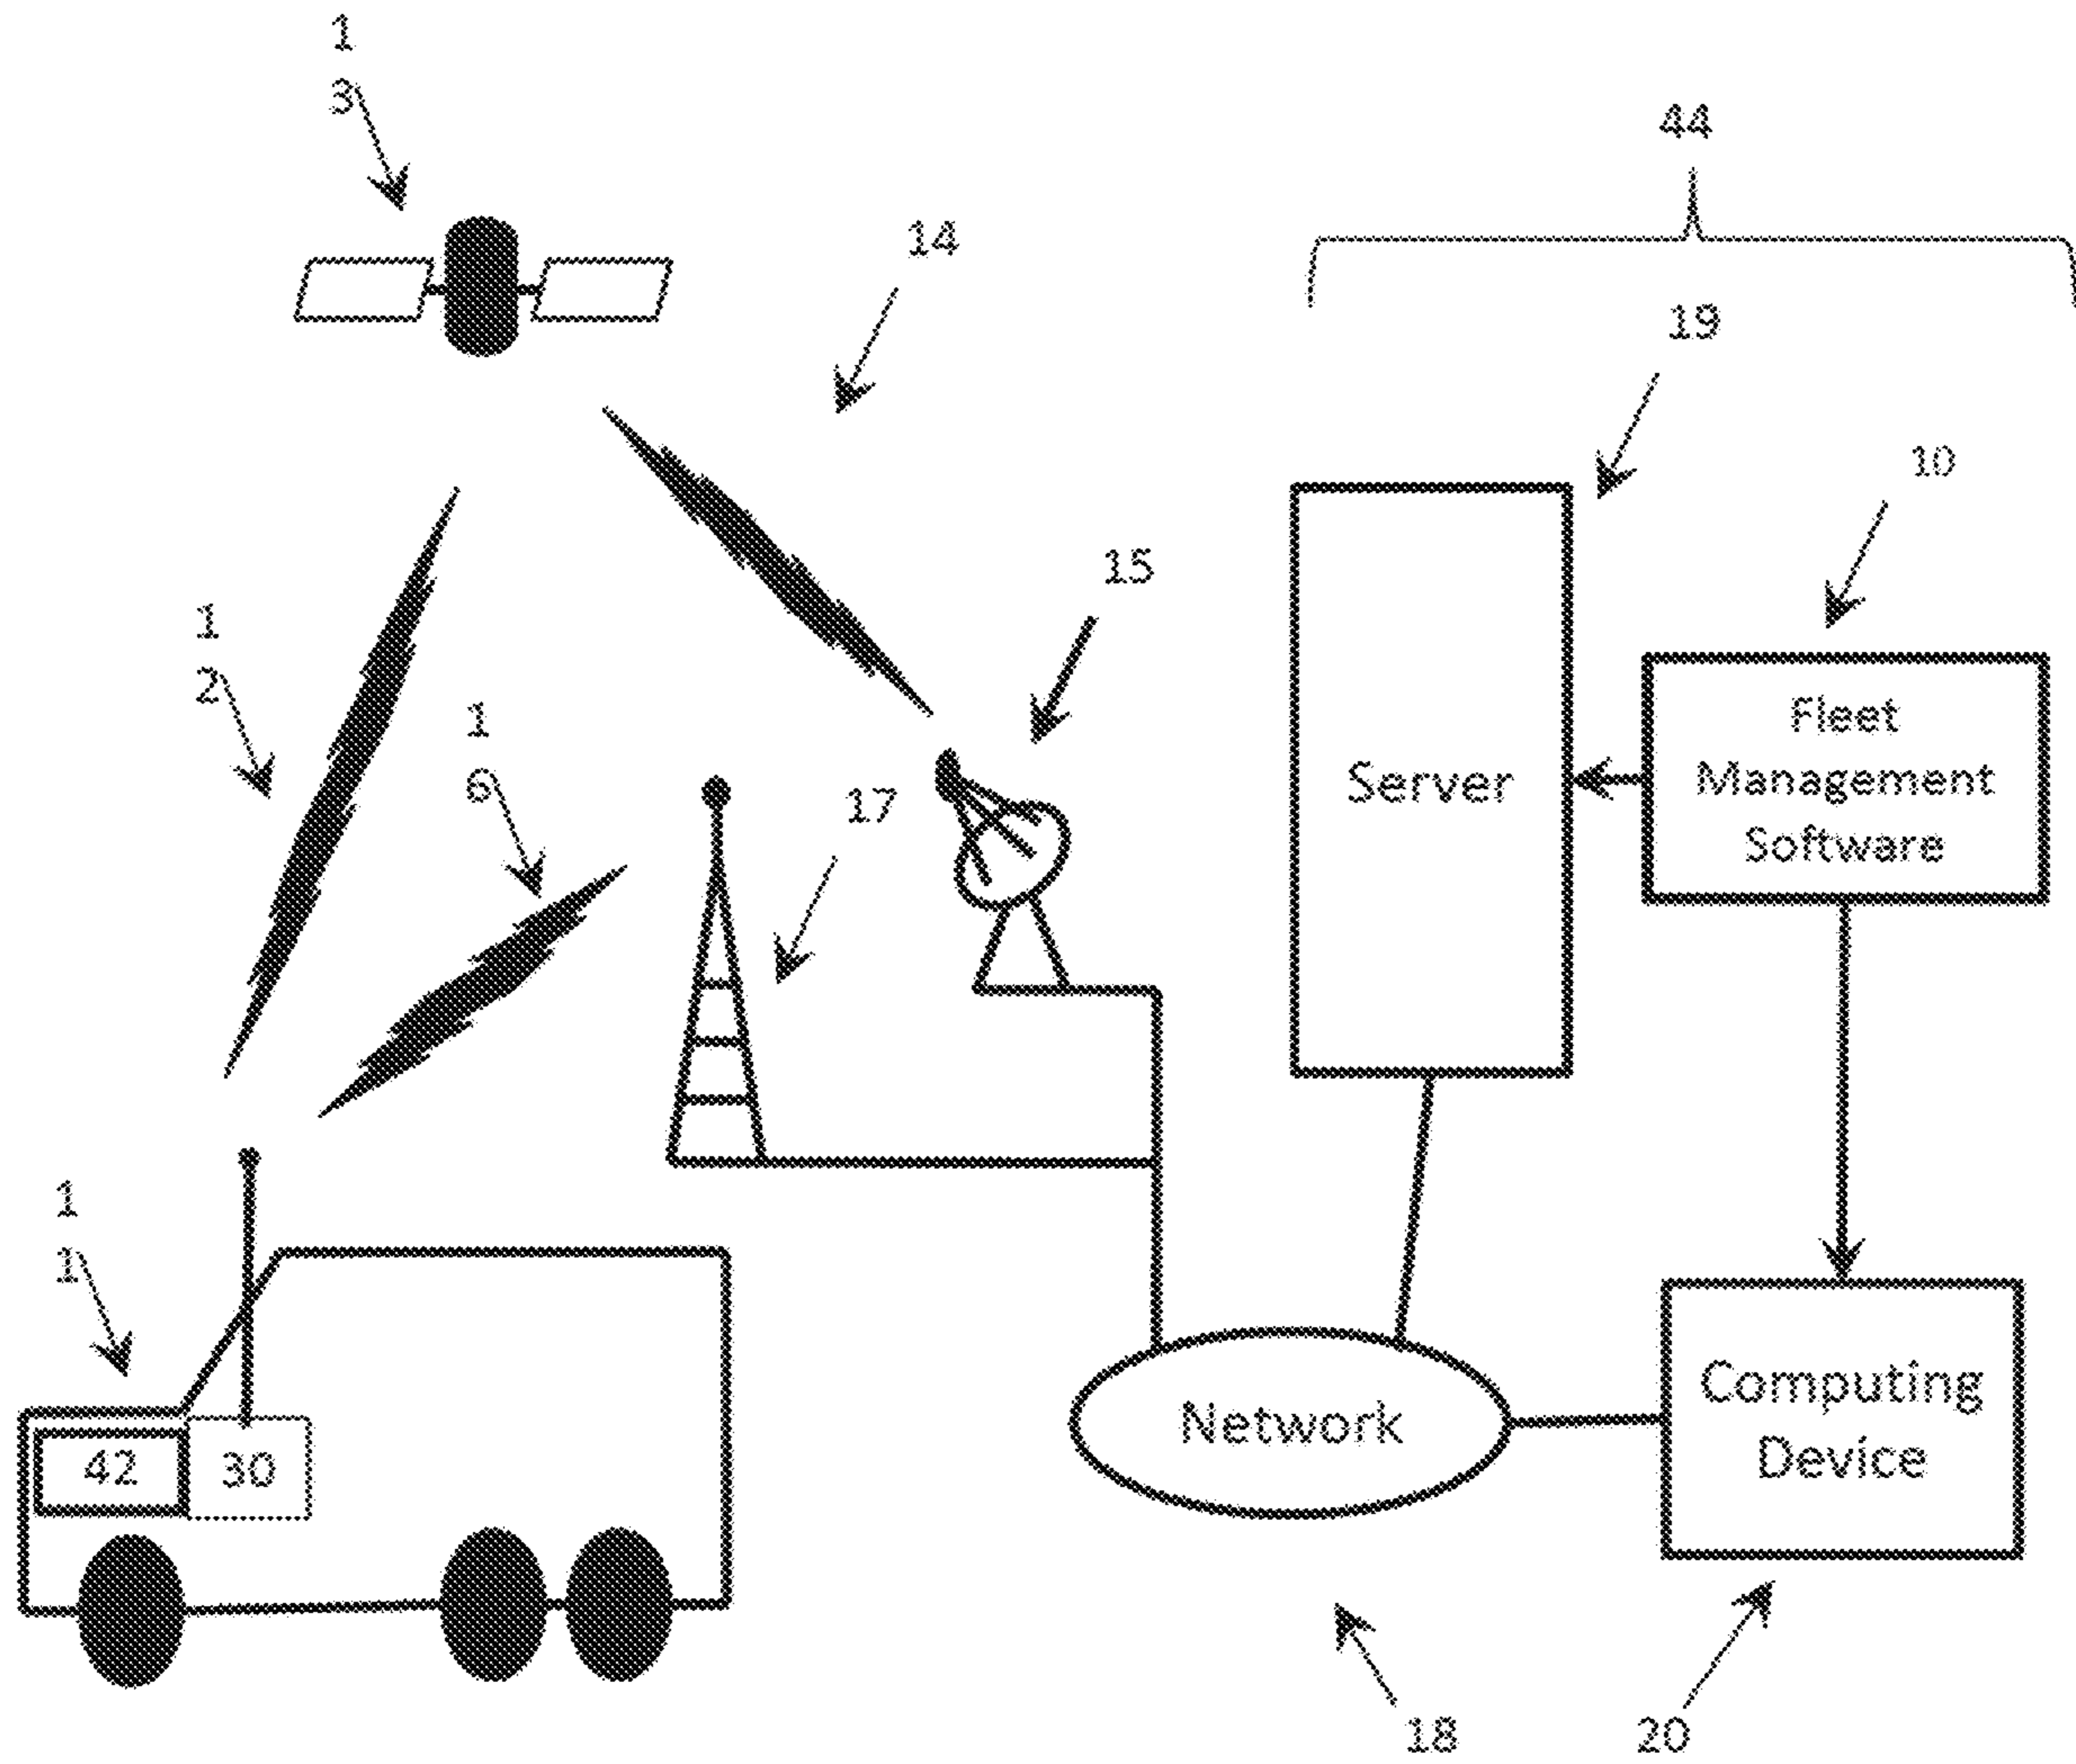 1
3
44
14
19
10
15
1
2
1
6
17
Fleet
Management
Software
Server
1
1
42
30
Network
Computing
Device
18
20